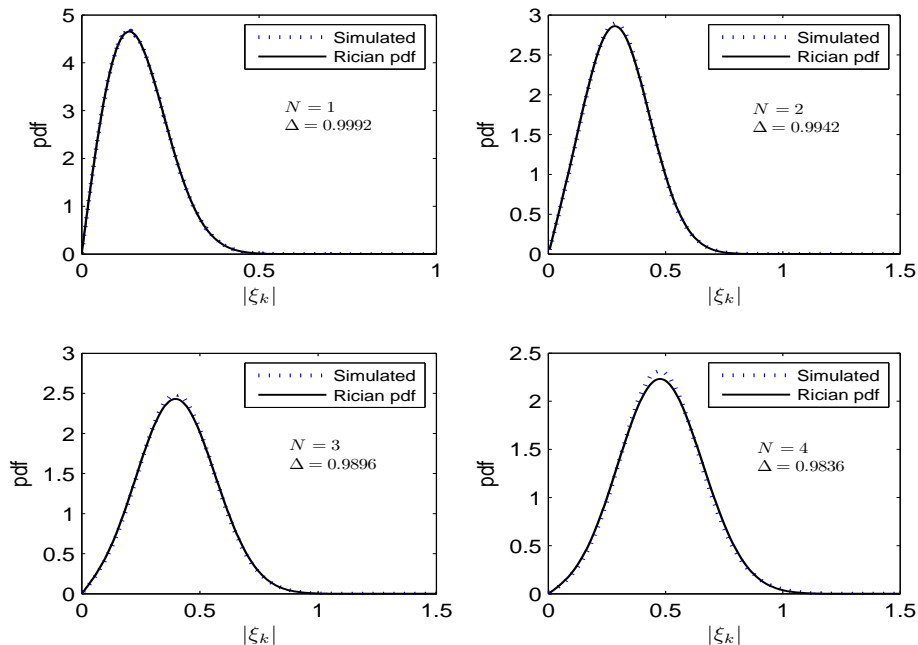 5
4
3
2
1
0
pdf
Simulated
Rician pdf
N = 1
Δ = 0.9992
0
0.5
1
|ξk|
3
2.5
2
1.5
1
0.5
0
pdf
Simulated
Rician pdf
N = 2
Δ = 0.9942
0
0.5
1
1.5
|ξk|
3
2.5
2
1.5
1
0.5
0
pdf
Simulated
Rician pdf
N = 3
Δ = 0.9896
0
0.5
1
1.5
|ξk|
2.5
2
1.5
1
0.5
0
pdf
Simulated
Rician pdf
N = 4
Δ = 0.9836
0
0.5
1
1.5
|ξk|